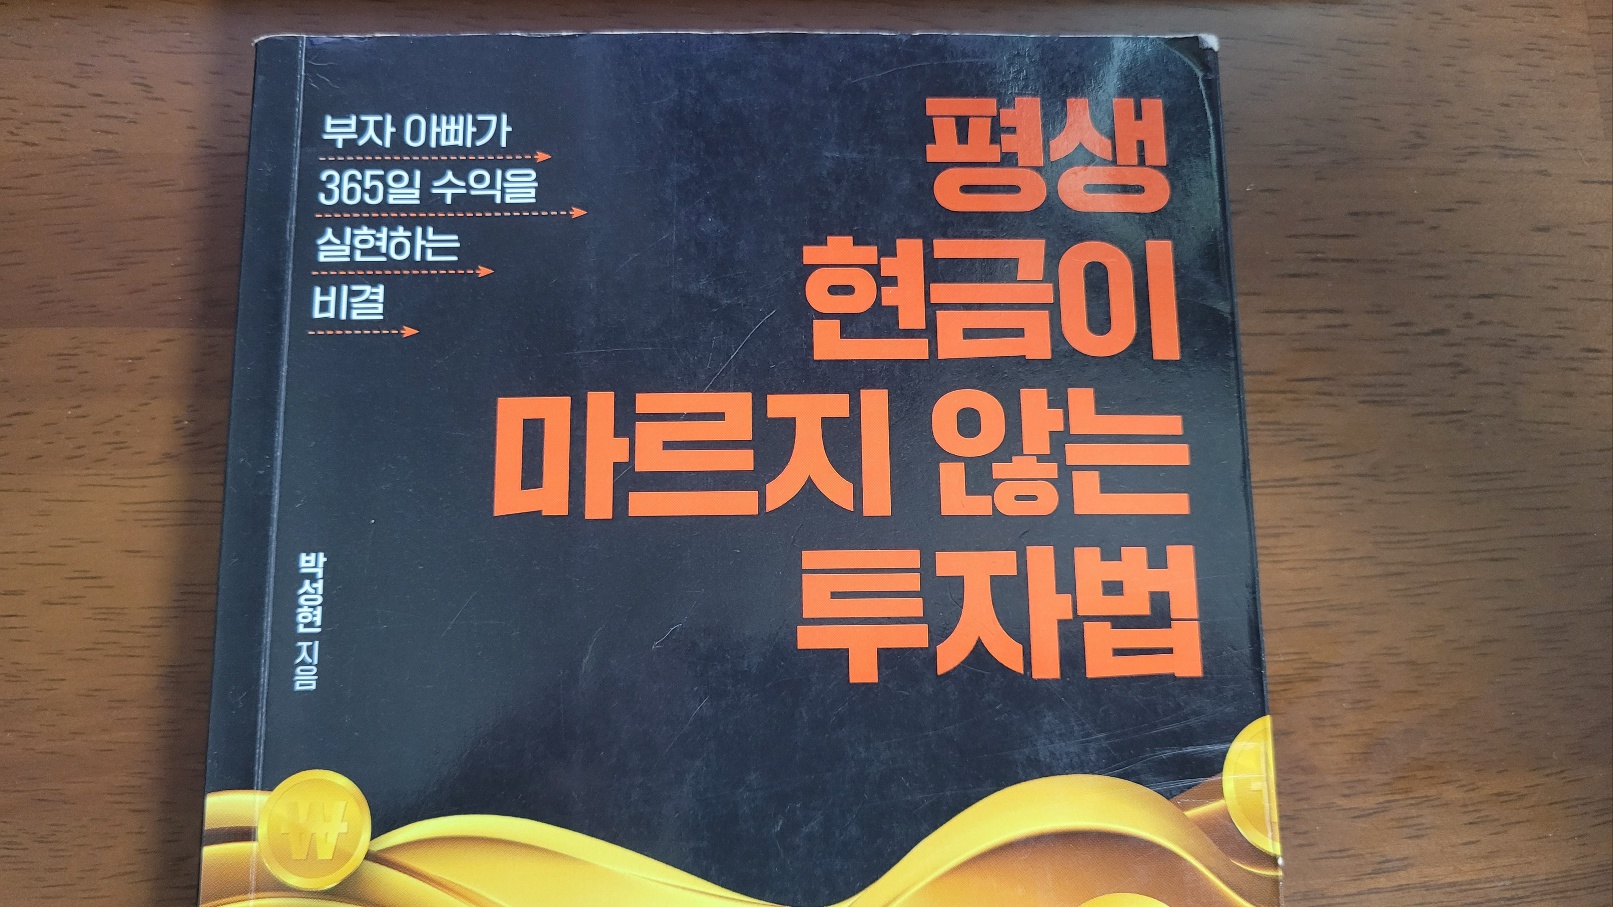 부자 아빠가
365일 수익을
실현하는
비결
평생
현금이
마르지 않는
투자법
박성현 지음
₩